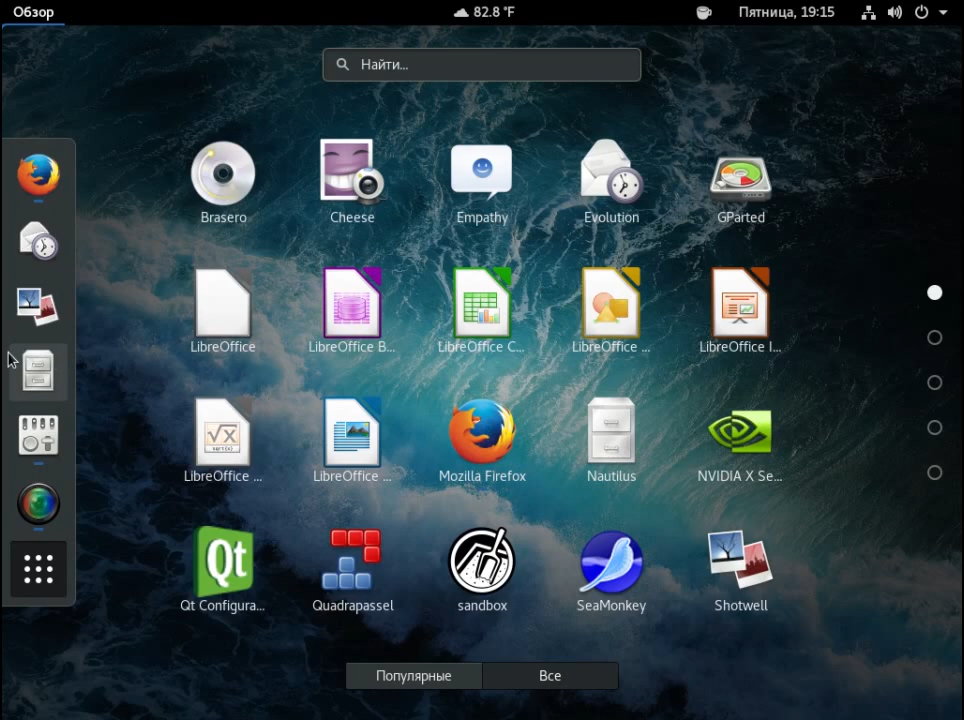 Обзор
82.8 °F
Пятница, 19:15
Найти...
Brasero
Cheese
Empathy
Evolution
GParted
LibreOffice
LibreOffice B...
LibreOffice C...
LibreOffice ...
LibreOffice I...
LibreOffice ...
LibreOffice ...
Mozilla Firefox
Nautilus
NVIDIA X Se...
Qt
Qt Configura...
Quadrapassel
sandbox
SeaMonkey
Shotwell
Популярные
Все